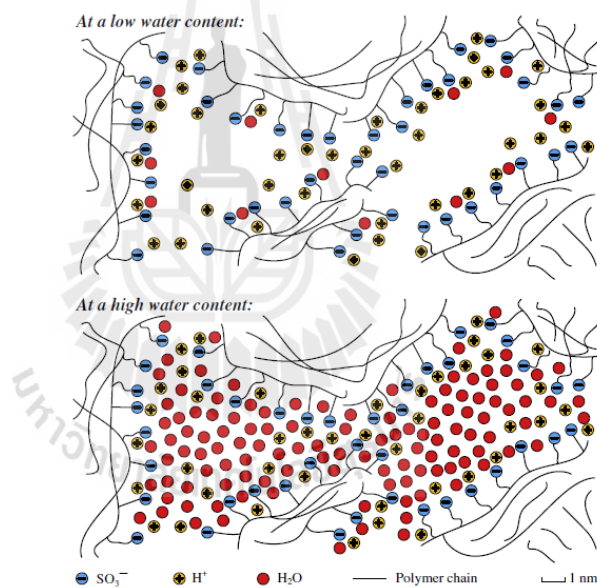 At a low water content:
At a high water content:
SO₃⁻ H⁺ H₂O Polymer chain 1 nm